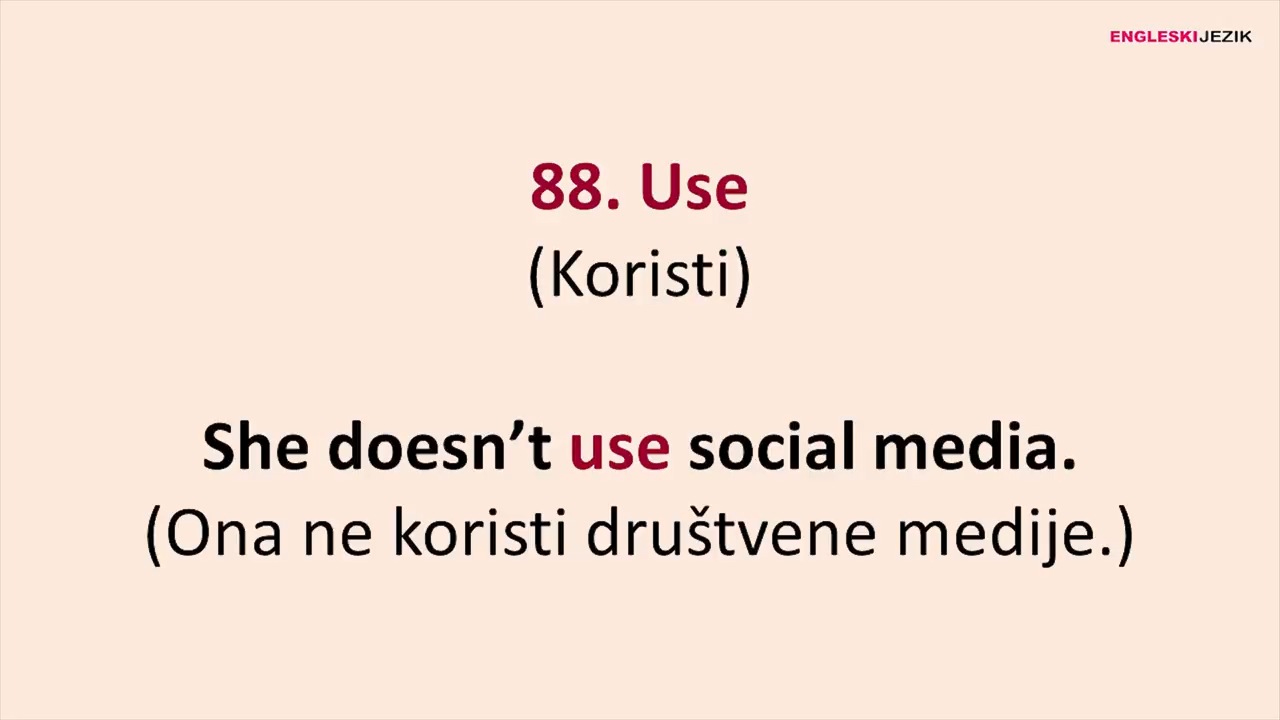 ENGLESKIJEZIK
88. Use
(Koristi)
She doesn’t use social media.
(Ona ne koristi društvene medije.)